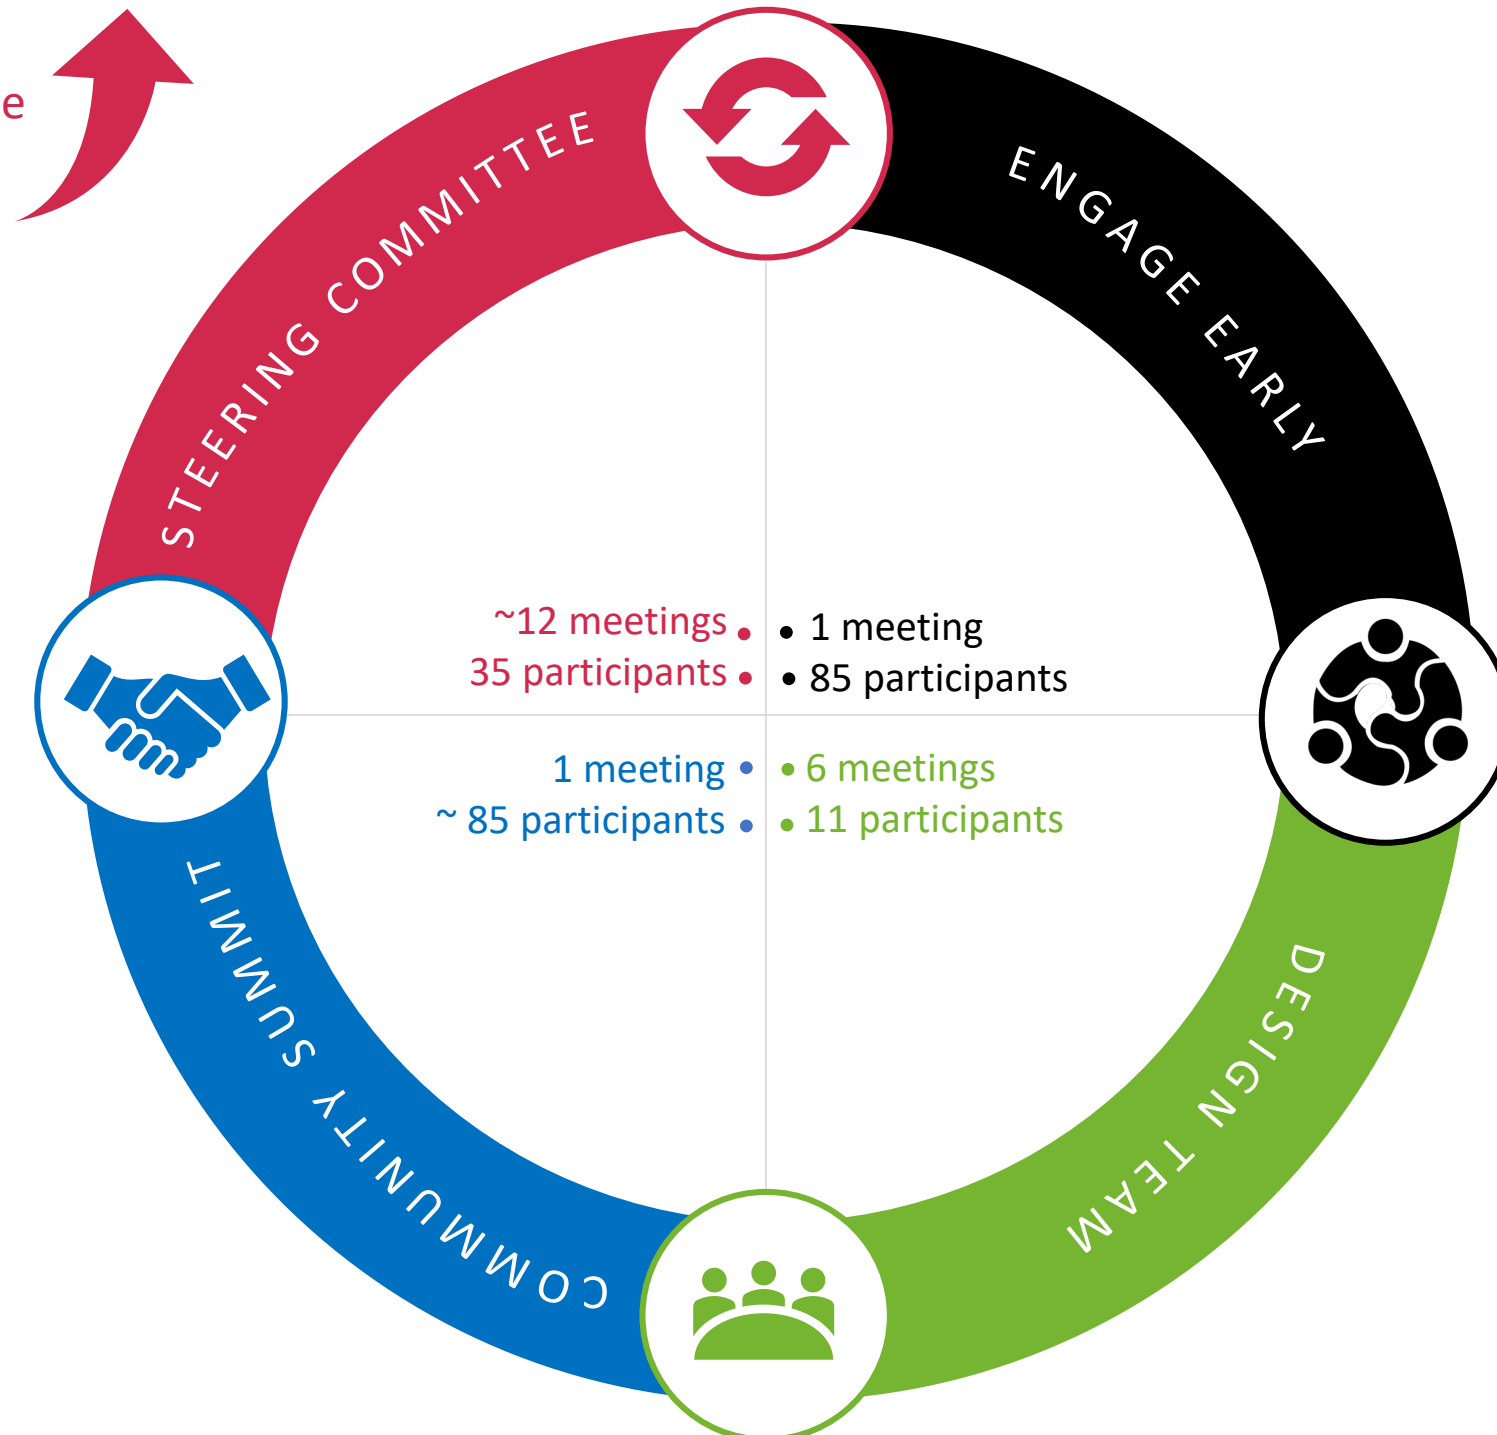 e
STEERING COMMITTEE
ENGAGE EARLY
~12 meetings
35 participants
• 1 meeting
• 85 participants
1 meeting
~ 85 participants
• 6 meetings
• 11 participants
COMMUNITY SUMMIT
DESIGN TEAM